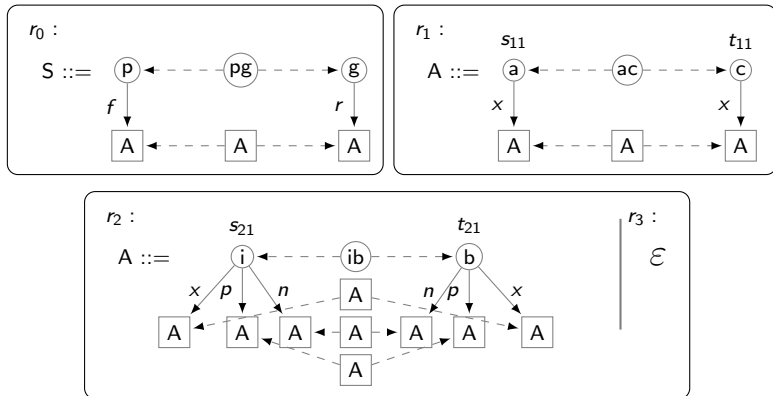 r₀ :
S ::= p pg g
f r
A A A
r₁ :
s₁₁ t₁₁
A ::= a ac c
x x
A A A
r₂ : r₃ :
s₂₁ t₂₁
A ::= i ib b ε
x p n A n p x
A A A A A A A
A